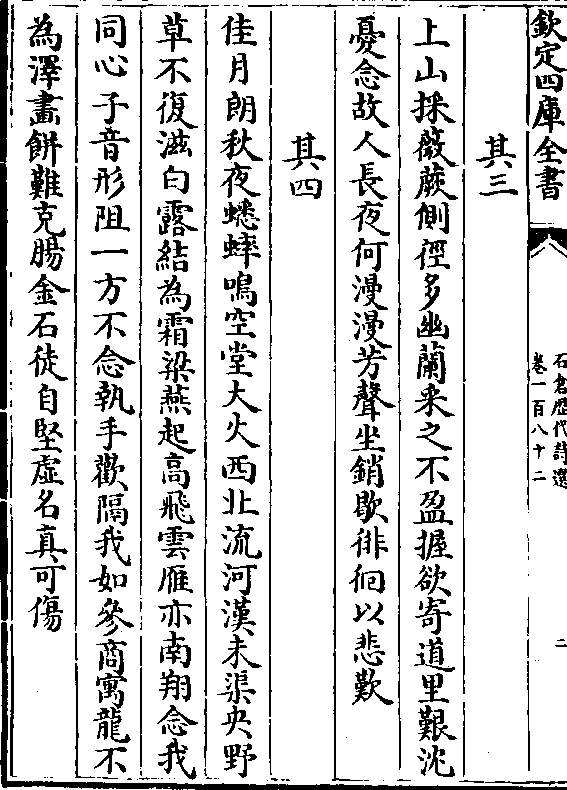 欽定四庫全書
石倉歴代詩選
卷一百八十二
二
其三
上山採薇蕨側徑多幽蘭采之不盈握欲寄道里艱沈
憂念故人長夜何漫漫芳聲坐銷歇徘徊以悲歎
其四
佳月朗秋夜蟋蟀鳴空堂大火西北流河漢未渠央野
草不復滋白露結為霜梁燕起高飛雲雁亦南翔念我
同心子音形阻一方不念執手歡隔我如參商寓龍不
為澤畫餅難克腸金石徒自堅虛名真可傷